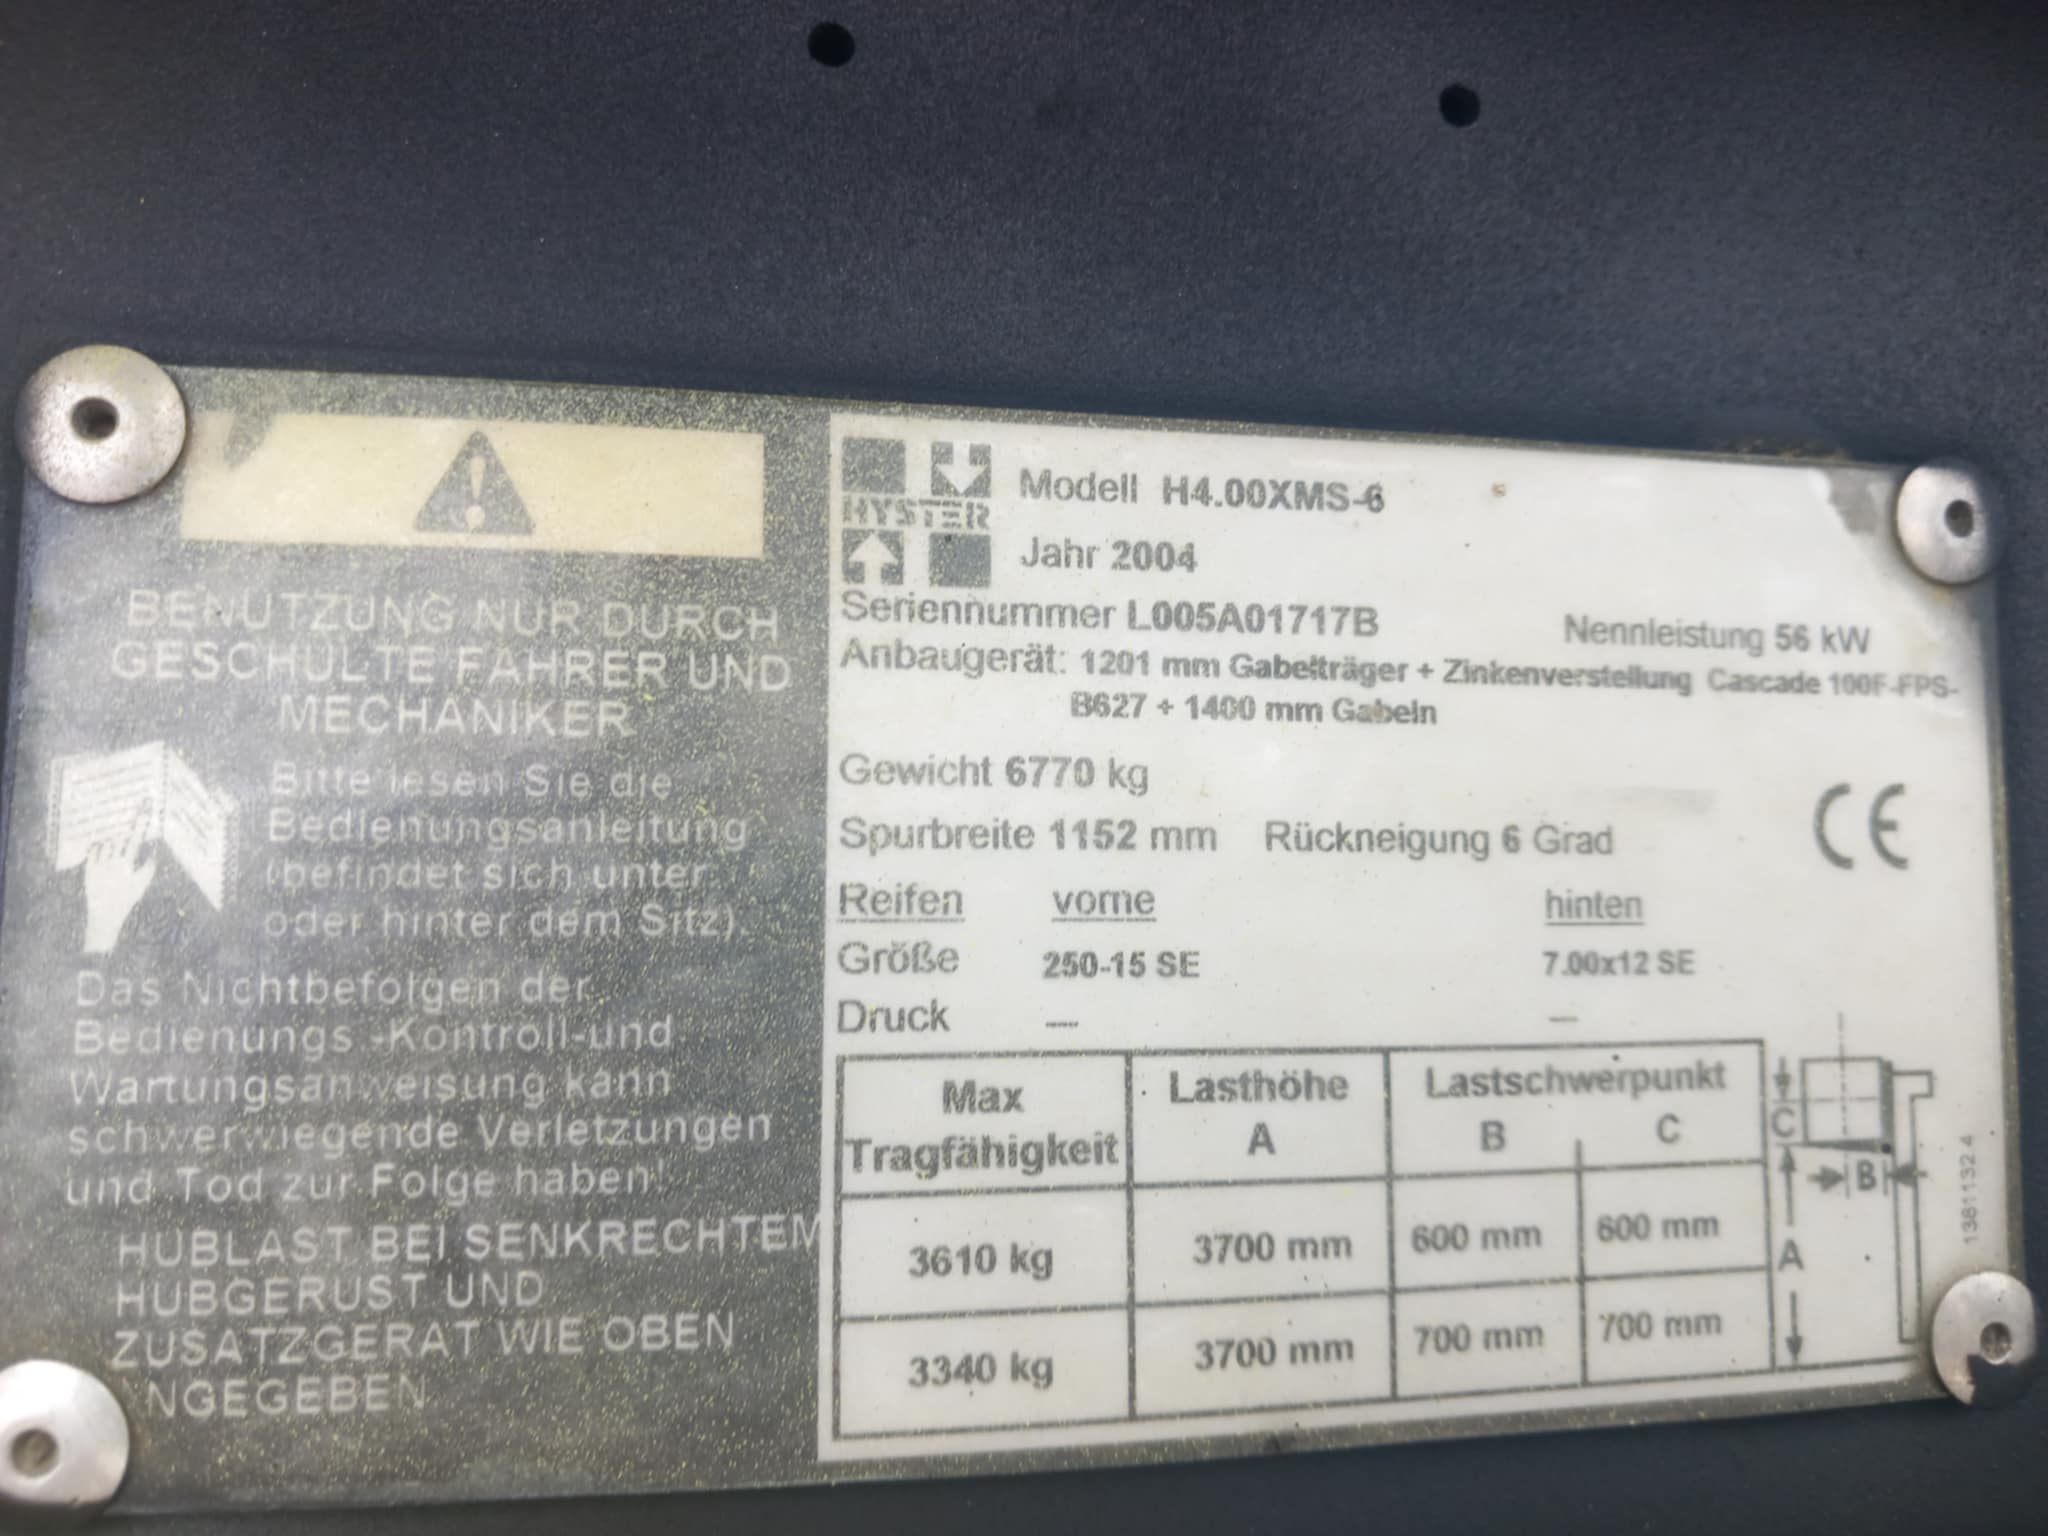 BENUTZUNG NUR DURCH
GESCHULTE FAHRER UND
MECHANIKER
Bitte lesen Sie die
Bedienungsanleitung
(befindet sich unter
oder hinter dem Sitz).
Das Nichtbefolgen der
Bedienungs-Kontroll-und
Wartungsanweisung kann
schwerwiegende Verletzungen
und Tod zur Folge haben!
HUBLAST BEI SENKRECHTEM
HUBGERUST UND
ZUSATZGERAT WIE OBEN
ANGEGEBEN
HYSTER
Modell H4.00XMS-6
Jahr 2004
Seriennummer L005A01717B
Nennleistung 56 kW
Anbaugerät: 1201 mm Gabelträger + Zinkenverstellung Cascade 100F-FPS-
B627 + 1400 mm Gabeln
Gewicht 6770 kg
Spurbreite 1152 mm Rückneigung 6 Grad
CE
Reifen vorne hinten
Größe 250-15 SE 7.00x12 SE
Druck — —
Max Tragfähigkeit Lasthöhe A Lastschwerpunkt B C
3610 kg 3700 mm 600 mm 600 mm
3340 kg 3700 mm 700 mm 700 mm
C
B
A